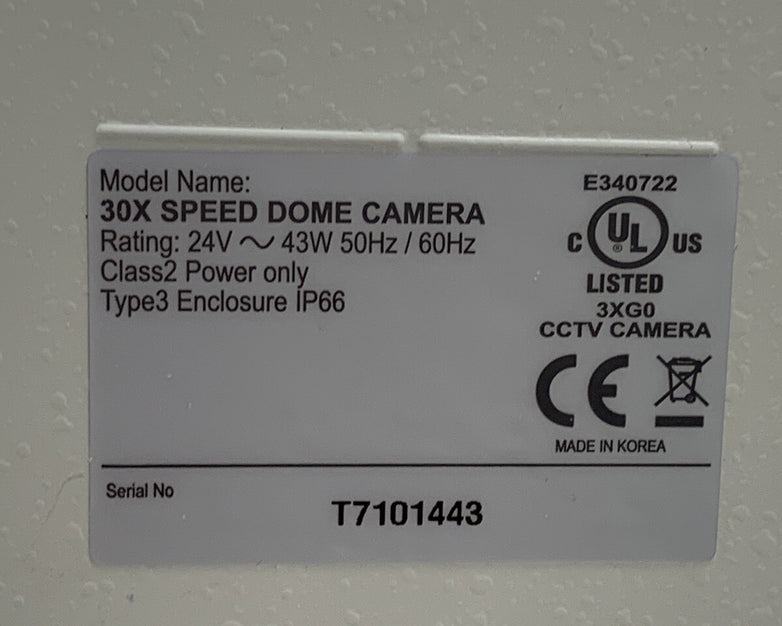 Model Name:
30X SPEED DOME CAMERA
Rating: 24V ~ 43W 50Hz / 60Hz
Class2 Power only
Type3 Enclosure IP66
E340722
C UL® US
LISTED
3XG0
CCTV CAMERA
CE
MADE IN KOREA
Serial No
T7101443